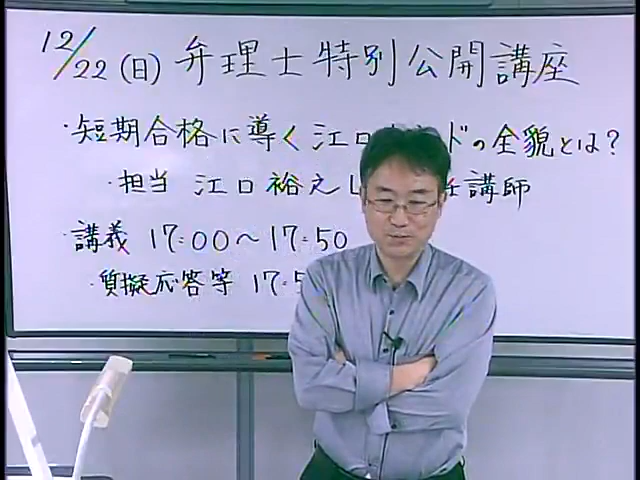 12/22(日) 弁理士特別公開講座
・短期合格に導く江口 ドの全貌とは?
・担当 江口裕之L 任講師
・講義 17:00～17:50
・質擬応答等 17:5